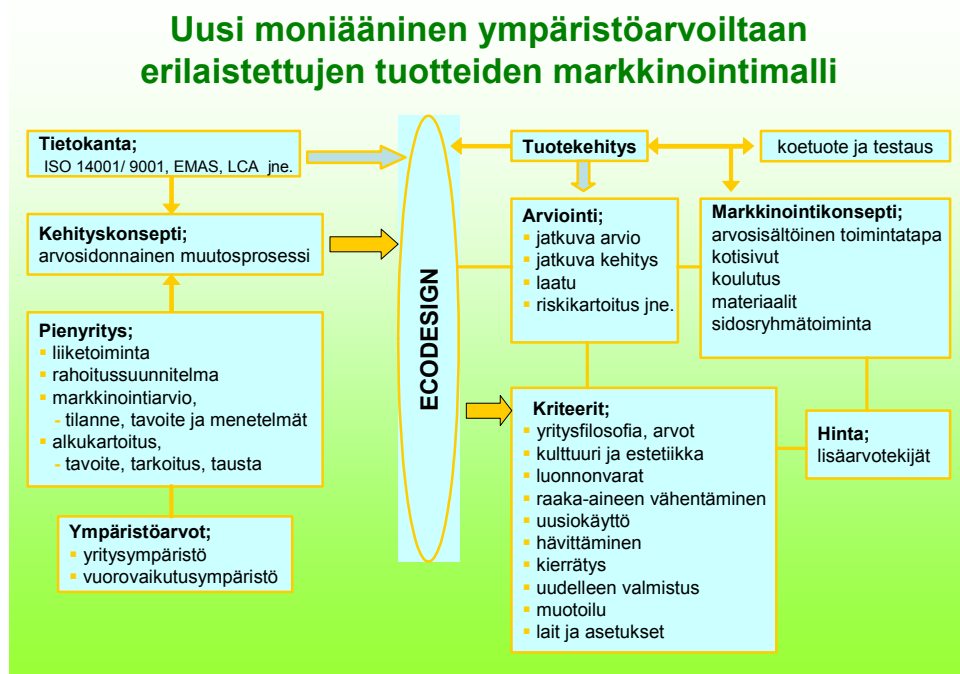 Uusi moniääninen ympäristöarvoiltaan
erilaistettujen tuotteiden markkinointimalli
Tietokanta;
ISO 14001/ 9001, EMAS, LCA jne.
Kehityskonsepti;
arvosidonnainen muutosprosessi
Pienyritys;
▪ liiketoiminta
▪ rahoitussuunnitelma
▪ markkinointiarvio,
- tilanne, tavoite ja menetelmät
▪ alkukartoitus,
- tavoite, tarkoitus, tausta
Ympäristöarvot;
▪ yritysympäristö
▪ vuorovaikutusympäristö
ECODESIGN
Tuotekehitys
koetuote ja testaus
Arviointi;
▪ jatkuva arvio
▪ jatkuva kehitys
▪ laatu
▪ riskikartoitus jne.
Markkinointikonsepti;
arvosisältöinen toimintatapa
kotisivut
koulutus
materiaalit
sidosryhmätoiminta
Kriteerit;
▪ yritysfilosofia, arvot
▪ kulttuuri ja estetiikka
▪ luonnonvarat
▪ raaka-aineen vähentäminen
▪ uusiokäyttö
▪ hävittäminen
▪ kierrätys
▪ uudelleen valmistus
▪ muotoilu
▪ lait ja asetukset
Hinta;
lisäarvotekijät